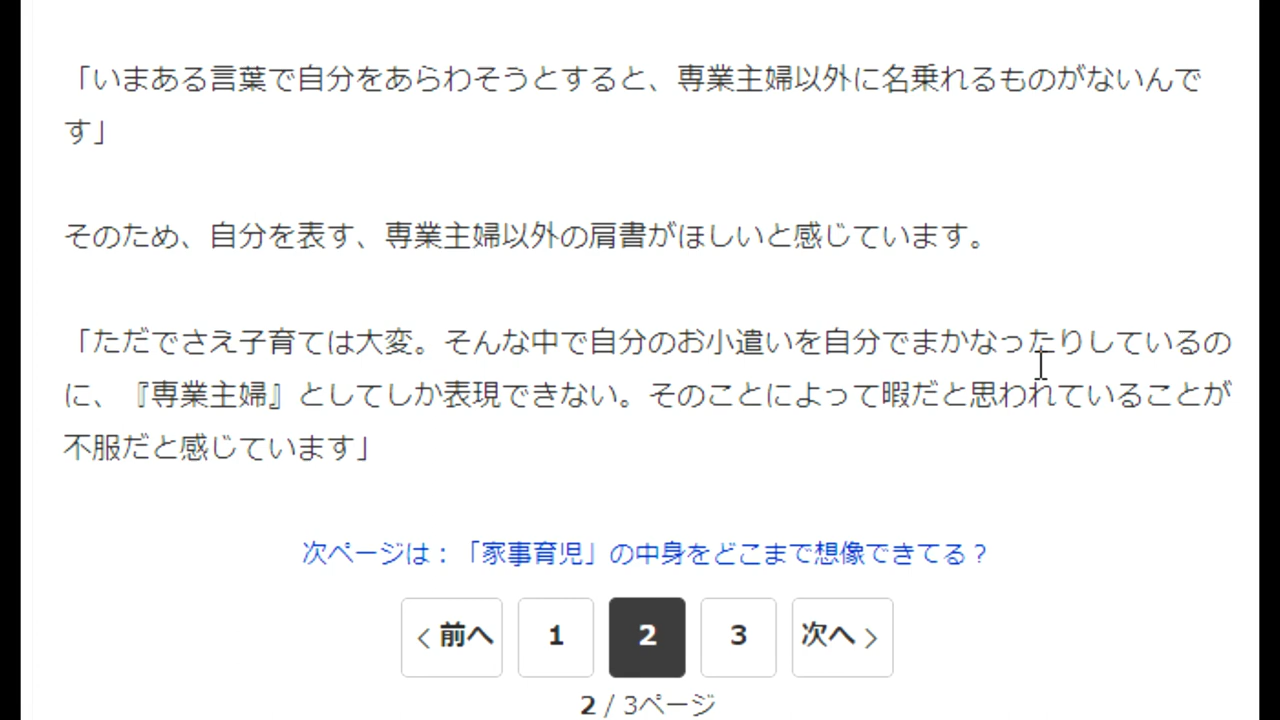 「いまある言葉で自分をあらわそうとすると、専業主婦以外に名乗れるものがないんで
す」
そのため、自分を表す、専業主婦以外の肩書がほしいと感じています。
「ただでさえ子育ては大変。そんな中で自分のお小遣いを自分でまかなったりしているの
に、『専業主婦』としてしか表現できない。そのことによって暇だと思われていることが
不服だと感じています」
次ページは：「家事育児」の中身をどこまで想像できてる？
＜ 前へ 1 2 3 次へ ＞
2 / 3ページ